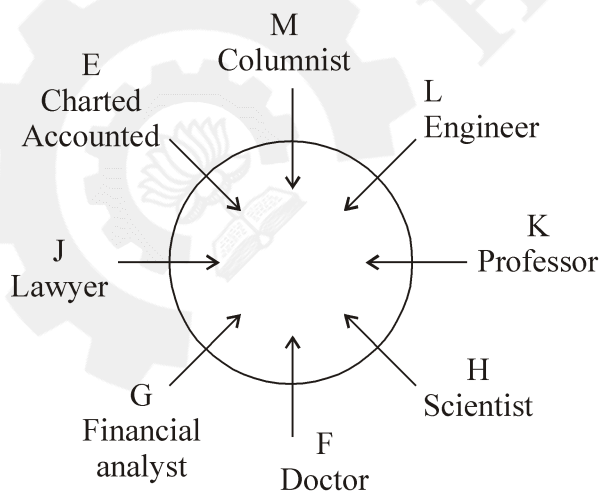 M
Columnist
E
Charted
Accounted
L
Engineer
J
Lawyer
K
Professor
G
Financial
analyst
H
Scientist
F
Doctor